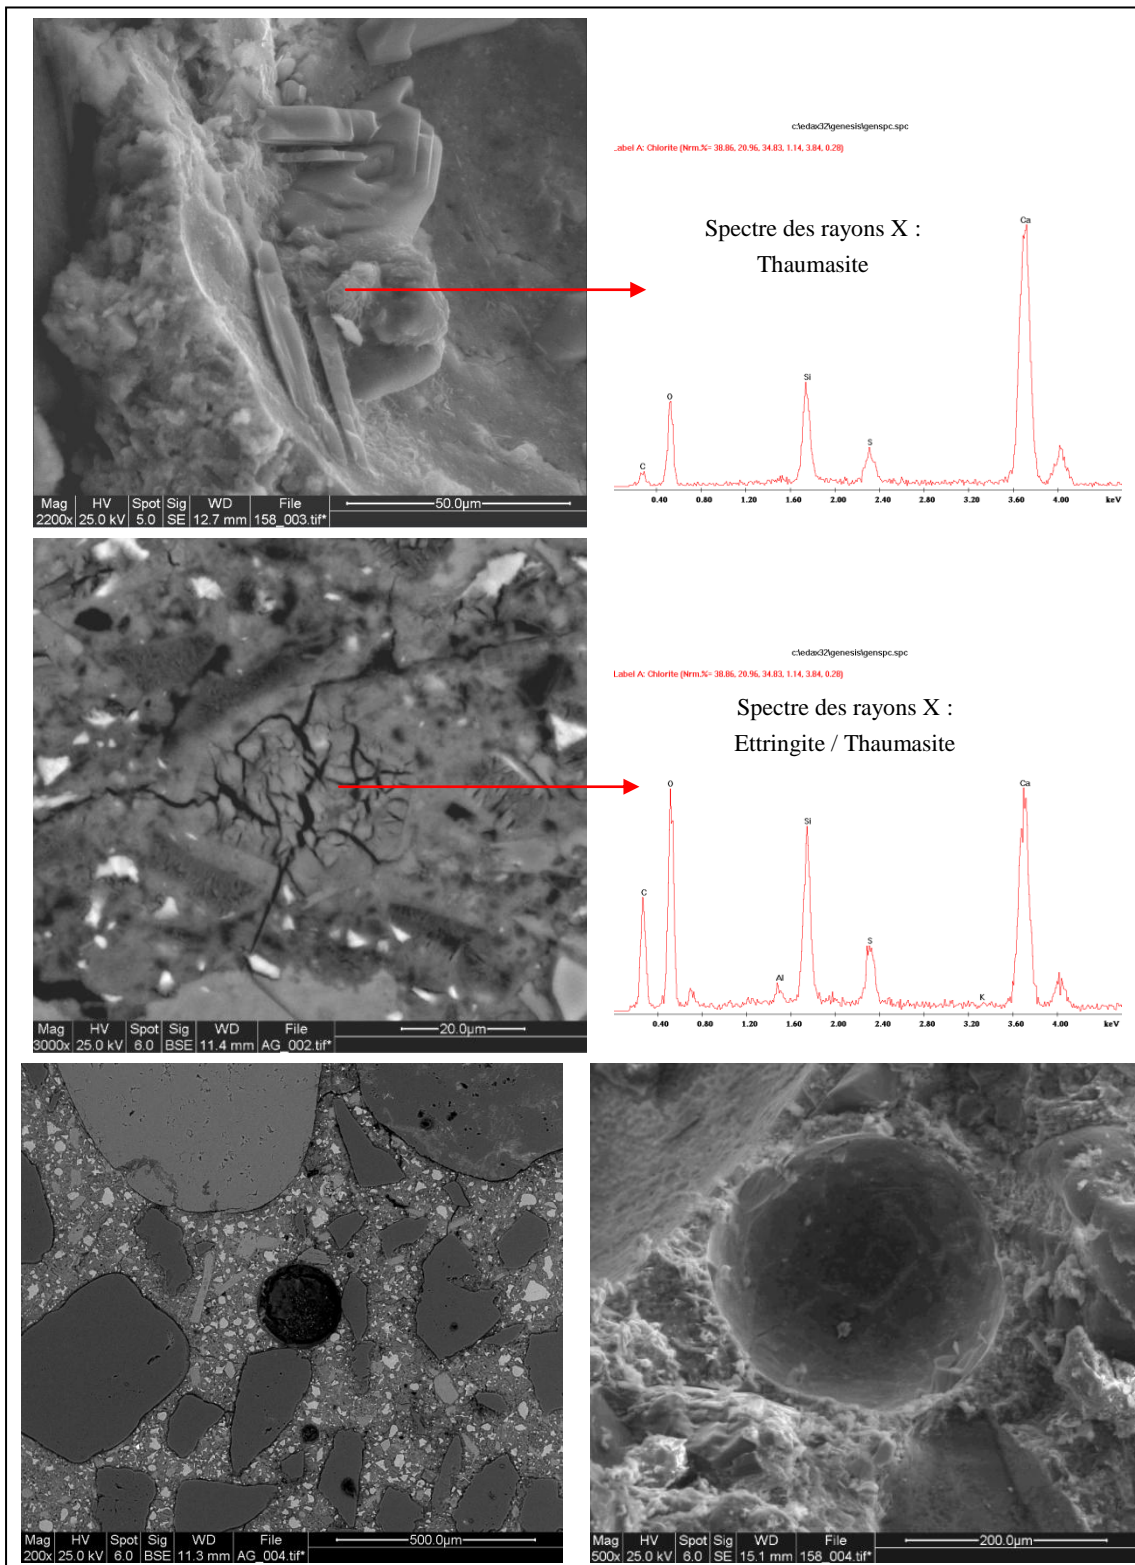 c:\edax32\genesis\genspc.spc
Label A: Chlorite (Nrm.%= 38.86, 20.96, 34.83, 1.14, 3.84, 0.28)
Spectre des rayons X :
Thaumasite
Ca
Si
O
S
C
0.40 0.80 1.20 1.60 2.00 2.40 2.80 3.20 3.60 4.00 keV
Mag HV Spot Sig WD File 50.0µm
2200x 25.0 kV 5.0 SE 12.7 mm 158_003.tif*
c:\edax32\genesis\genspc.spc
Label A: Chlorite (Nrm.%= 38.86, 20.96, 34.83, 1.14, 3.84, 0.28)
Spectre des rayons X :
Ettringite / Thaumasite
O
Ca
Si
C
S
Al
K
0.40 0.80 1.20 1.60 2.00 2.40 2.80 3.20 3.60 4.00 keV
Mag HV Spot Sig WD File 20.0µm
3000x 25.0 kV 6.0 BSE 11.4 mm AG_002.tif*
Mag HV Spot Sig WD File 500.0µm
200x 25.0 kV 6.0 BSE 11.3 mm AG_004.tif*
Mag HV Spot Sig WD File 200.0µm
500x 25.0 kV 6.0 SE 15.1 mm 158_004.tif*